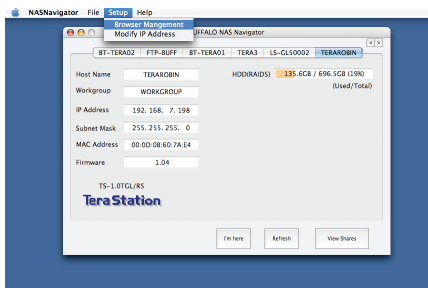 NASNavigator File Setup Help
Browser Mangement
Modify IP Address
UFFALO NAS Navigator
BT-TERA02 FTP-BUFF BT-TERA01 TERA3 LS-GL50002 TERAROBIN
Host Name TERAROBIN HDD(RAID5) 135.6GB / 696.5GB (19%)
(Used/Total)
Workgroup WORKGROUP
IP Address 192. 168. 7. 198
Subnet Mask 255. 255. 255. 0
MAC Address 00:0D:0B:60:7A:E4
Firmware 1.04
TS-1.0TGL/R5
TeraStation
I'm here Refresh View Shares